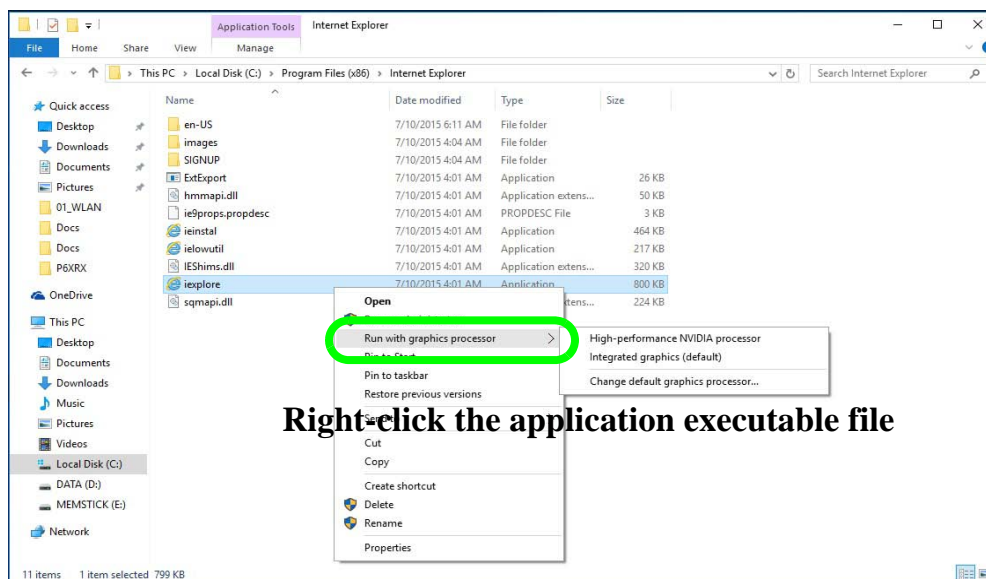 Application Tools Internet Explorer
File Home Share View Manage
This PC > Local Disk (C:) > Program Files (x86) > Internet Explorer Search Internet Explorer
Name Date modified Type Size
Quick access
Desktop
Downloads
Documents
Pictures
01_WLAN
Docs
Docs
P6XRX
OneDrive
This PC
Desktop
Documents
Downloads
Music
Pictures
Videos
Local Disk (C:)
DATA (D:)
MEMSTICK (E:)
Network
en-US 7/10/2015 6:11 AM File folder
images 7/10/2015 4:04 AM File folder
SIGNUP 7/10/2015 4:04 AM File folder
ExtExport 7/10/2015 4:01 AM Application 26 KB
hmmapi.dll 7/10/2015 4:01 AM Application extens... 50 KB
ie9props.propdesc 7/10/2015 4:01 AM PROPDESC File 3 KB
ieinstal 7/10/2015 4:01 AM Application 464 KB
ielowutil 7/10/2015 4:01 AM Application 217 KB
IEShims.dll 7/10/2015 4:01 AM Application extens... 320 KB
iexplore 7/10/2015 4:01 AM Application 800 KB
sqmapi.dll xtens... 224 KB
Open
Run with graphics processor >
Pin to Start
Pin to taskbar
Restore previous versions
Cut
Copy
Create shortcut
Delete
Rename
Properties
High-performance NVIDIA processor
Integrated graphics (default)
Change default graphics processor...
Right-click the application executable file
11 items 1 item selected 799 KB